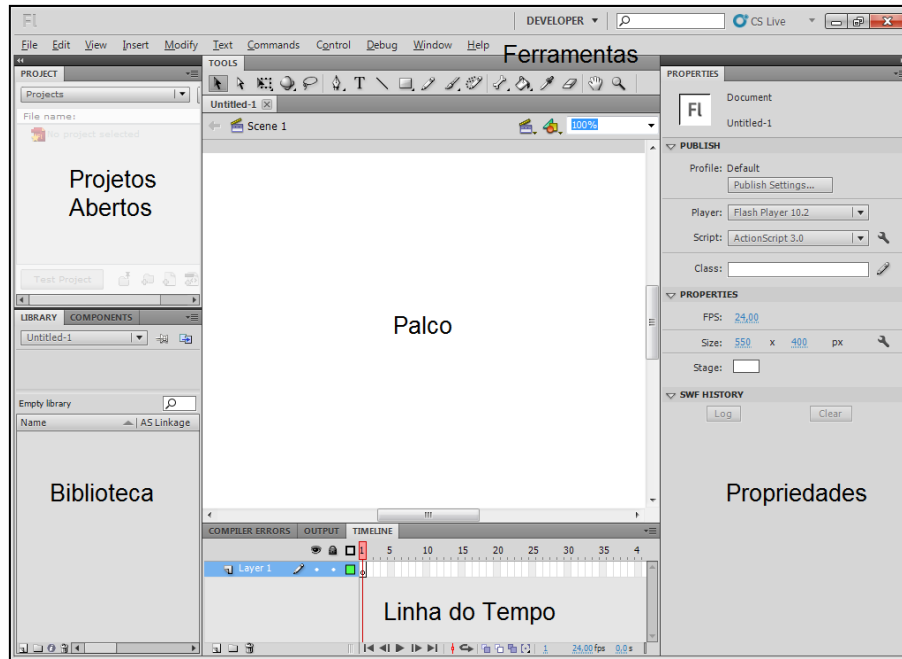 Fl DEVELOPER CS Live
File Edit View Insert Modify Text Commands Control Debug Window Help
Ferramentas
PROJECT
Projects
File name:
No project selected
Projetos
Abertos
Test Project
LIBRARY COMPONENTS
Untitled-1
Empty library
Name AS Linkage
Biblioteca
TOOLS
T
Untitled-1
Scene 1 100%
Palco
COMPILER ERRORS OUTPUT TIMELINE
1 5 10 15 20 25 30 35 4
Layer 1
Linha do Tempo
1 24,00 fps 0,0 s
PROPERTIES
Fl
Document
Untitled-1
PUBLISH
Profile: Default
Publish Settings...
Player: Flash Player 10.2
Script: ActionScript 3.0
Class:
PROPERTIES
FPS: 24,00
Size: 550 x 400 px
Stage:
SWF HISTORY
Log Clear
Propriedades